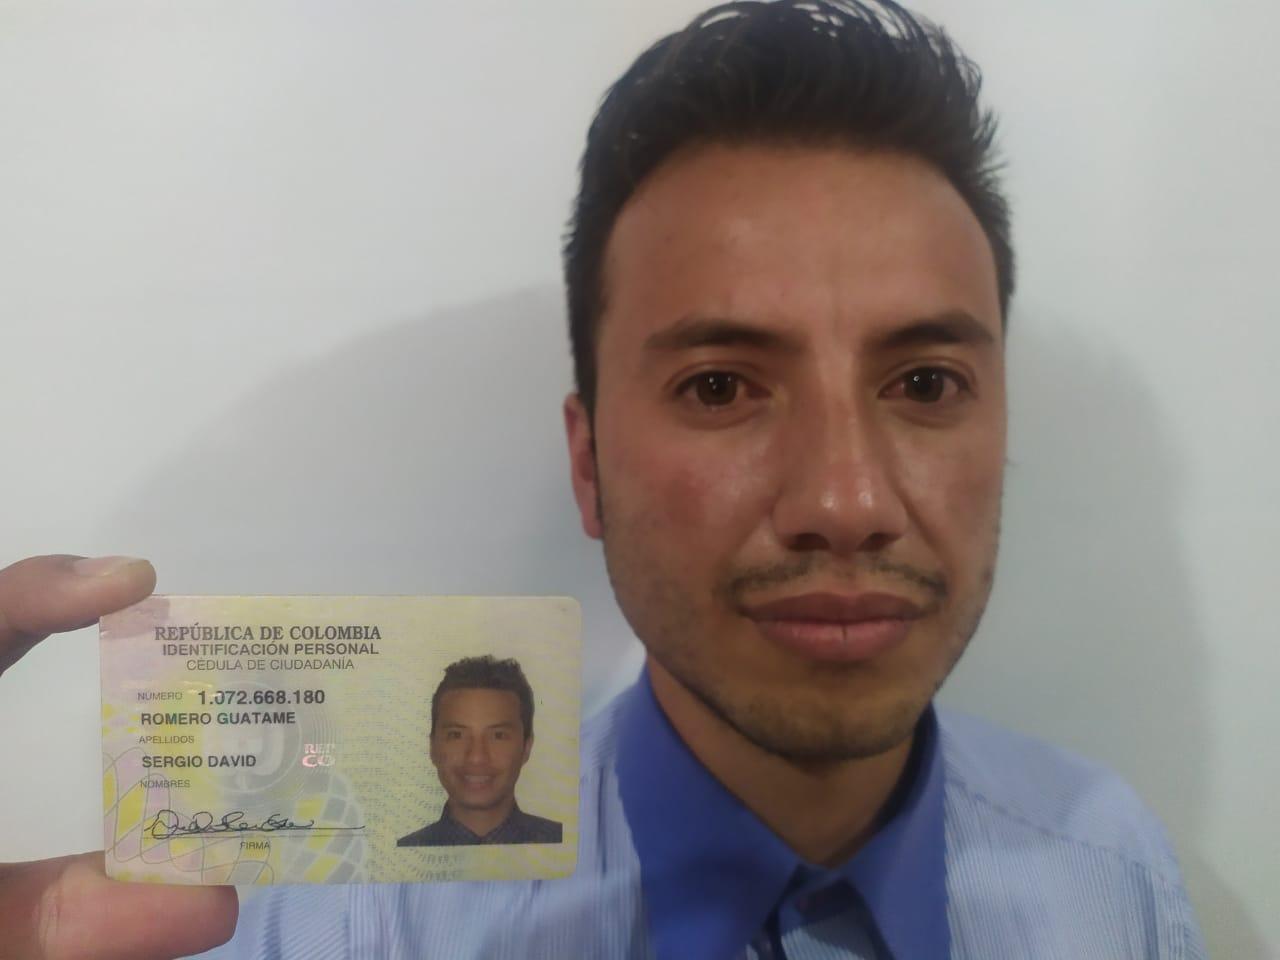 REPÚBLICA DE COLOMBIA
IDENTIFICACIÓN PERSONAL
CÉDULA DE CIUDADANÍA
NÚMERO 1.072.668.180
ROMERO GUATAME
APELLIDOS
SERGIO DAVID
NOMBRES
FIRMA